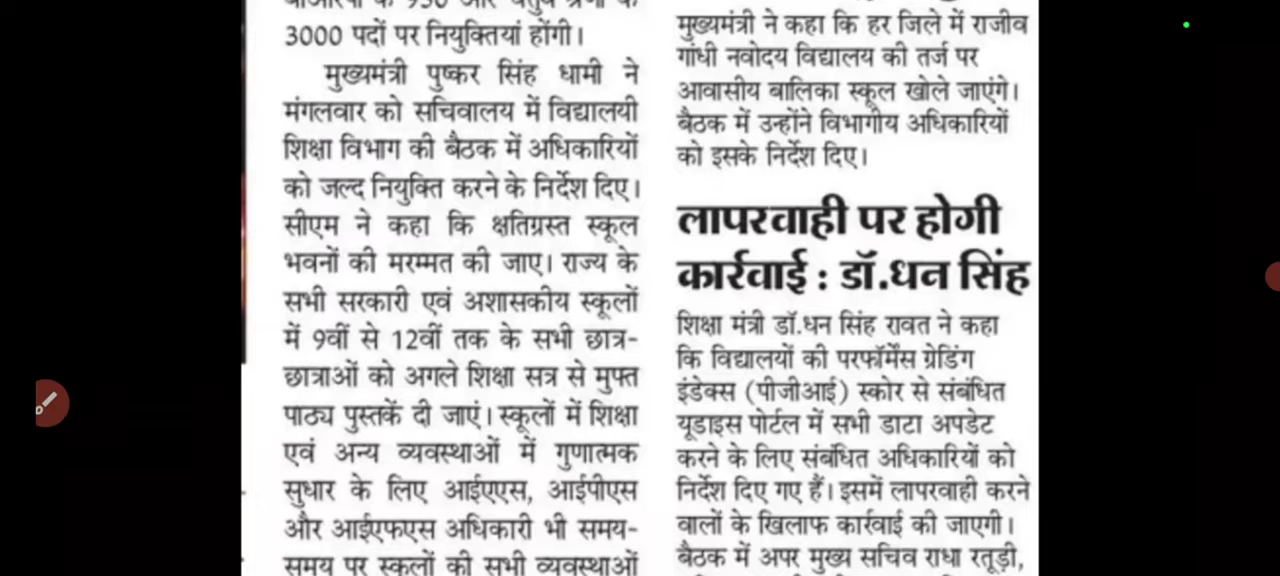 3000 पदों पर नियुक्तियां होंगी।
मुख्यमंत्री पुष्कर सिंह धामी ने
मंगलवार को सचिवालय में विद्यालयी
शिक्षा विभाग की बैठक में अधिकारियों
को जल्द नियुक्ति करने के निर्देश दिए।
सीएम ने कहा कि क्षतिग्रस्त स्कूल
भवनों की मरम्मत की जाए। राज्य के
सभी सरकारी एवं अशासकीय स्कूलों
में 9वीं से 12वीं तक के सभी छात्र-
छात्राओं को अगले शिक्षा सत्र से मुफ्त
पाठ्य पुस्तकें दी जाएं। स्कूलों में शिक्षा
एवं अन्य व्यवस्थाओं में गुणात्मक
सुधार के लिए आईएएस, आईपीएस
और आईएफएस अधिकारी भी समय-
समय पर स्कूलों की सभी व्यवस्थाओं
मुख्यमंत्री ने कहा कि हर जिले में राजीव
गांधी नवोदय विद्यालय की तर्ज पर
आवासीय बालिका स्कूल खोले जाएंगे।
बैठक में उन्होंने विभागीय अधिकारियों
को इसके निर्देश दिए।
लापरवाही पर होगी
कार्रवाई : डॉ.धन सिंह
शिक्षा मंत्री डॉ.धन सिंह रावत ने कहा
कि विद्यालयों की परफॉर्मेंस ग्रेडिंग
इंडेक्स (पीजीआई) स्कोर से संबंधित
यूडाइस पोर्टल में सभी डाटा अपडेट
करने के लिए संबंधित अधिकारियों को
निर्देश दिए गए हैं। इसमें लापरवाही करने
वालों के खिलाफ कार्रवाई की जाएगी।
बैठक में अपर मुख्य सचिव राधा रतूड़ी,